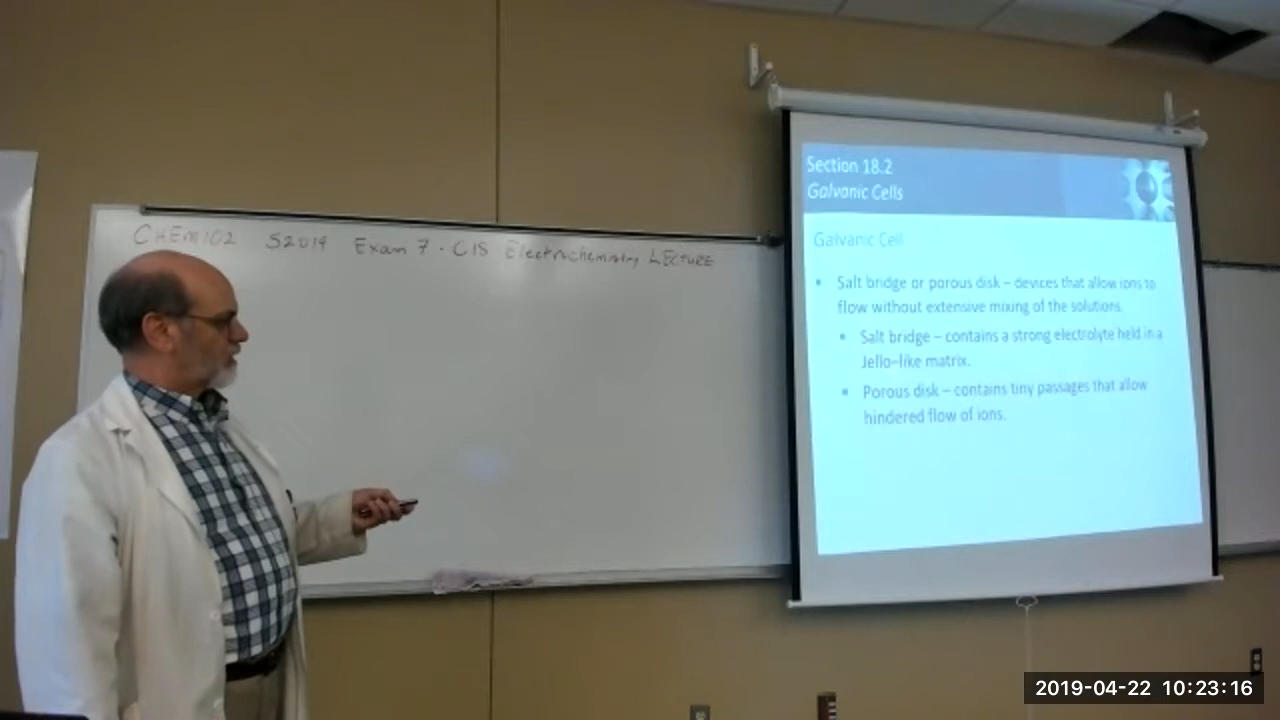 CHEM102 S2019 Exam 7 - C18 Electrochemistry LECTURE
Section 18.2
Galvanic Cells
Galvanic Cell
• Salt bridge or porous disk – devices that allow ions to
flow without extensive mixing of the solutions.
• Salt bridge – contains a strong electrolyte held in a
Jello–like matrix.
• Porous disk – contains tiny passages that allow
hindered flow of ions.
2019-04-22 10:23:16